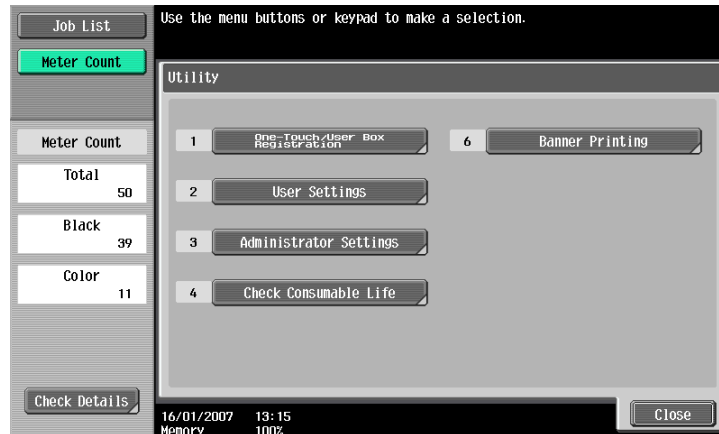 Job List
Meter Count
Use the menu buttons or keypad to make a selection.
Utility
Meter Count
Total
50
Black
39
Color
11
Check Details
1 One-Touch/User Box
Registration
2 User Settings
3 Administrator Settings
4 Check Consumable Life
6 Banner Printing
Close
16/01/2007 13:15
Memory 100%